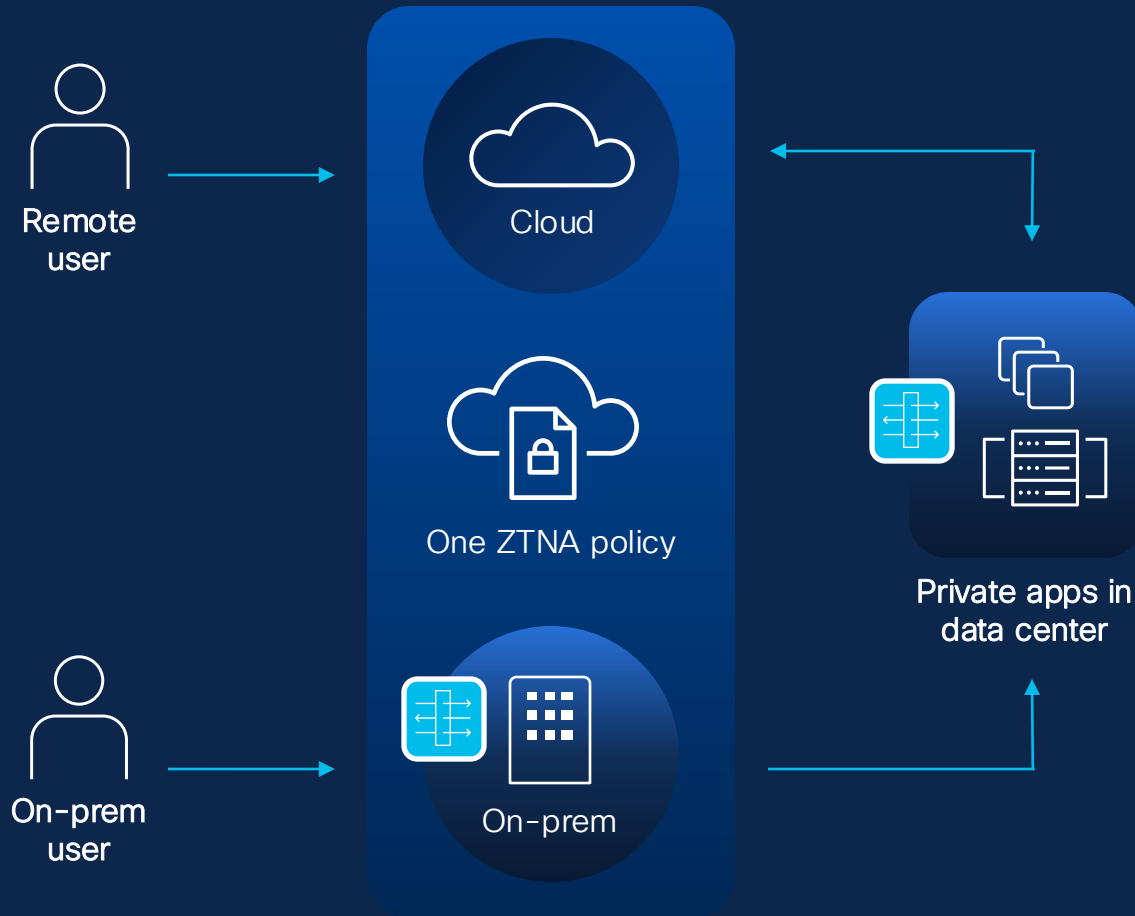 Remote
user
Cloud
One ZTNA policy
Private apps in
data center
On-prem
user
On-prem